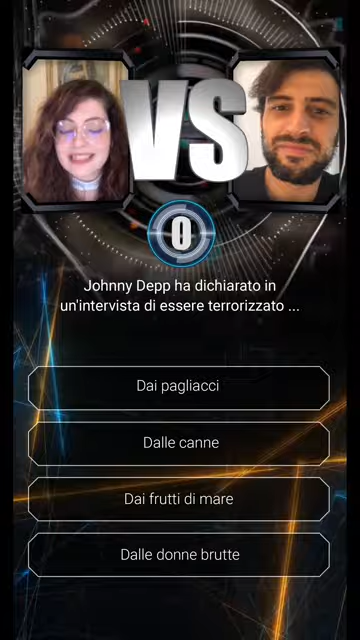 VS
0
Johnny Depp ha dichiarato in
un'intervista di essere terrorizzato ...
Dai pagliacci
Dalle canne
Dai frutti di mare
Dalle donne brutte